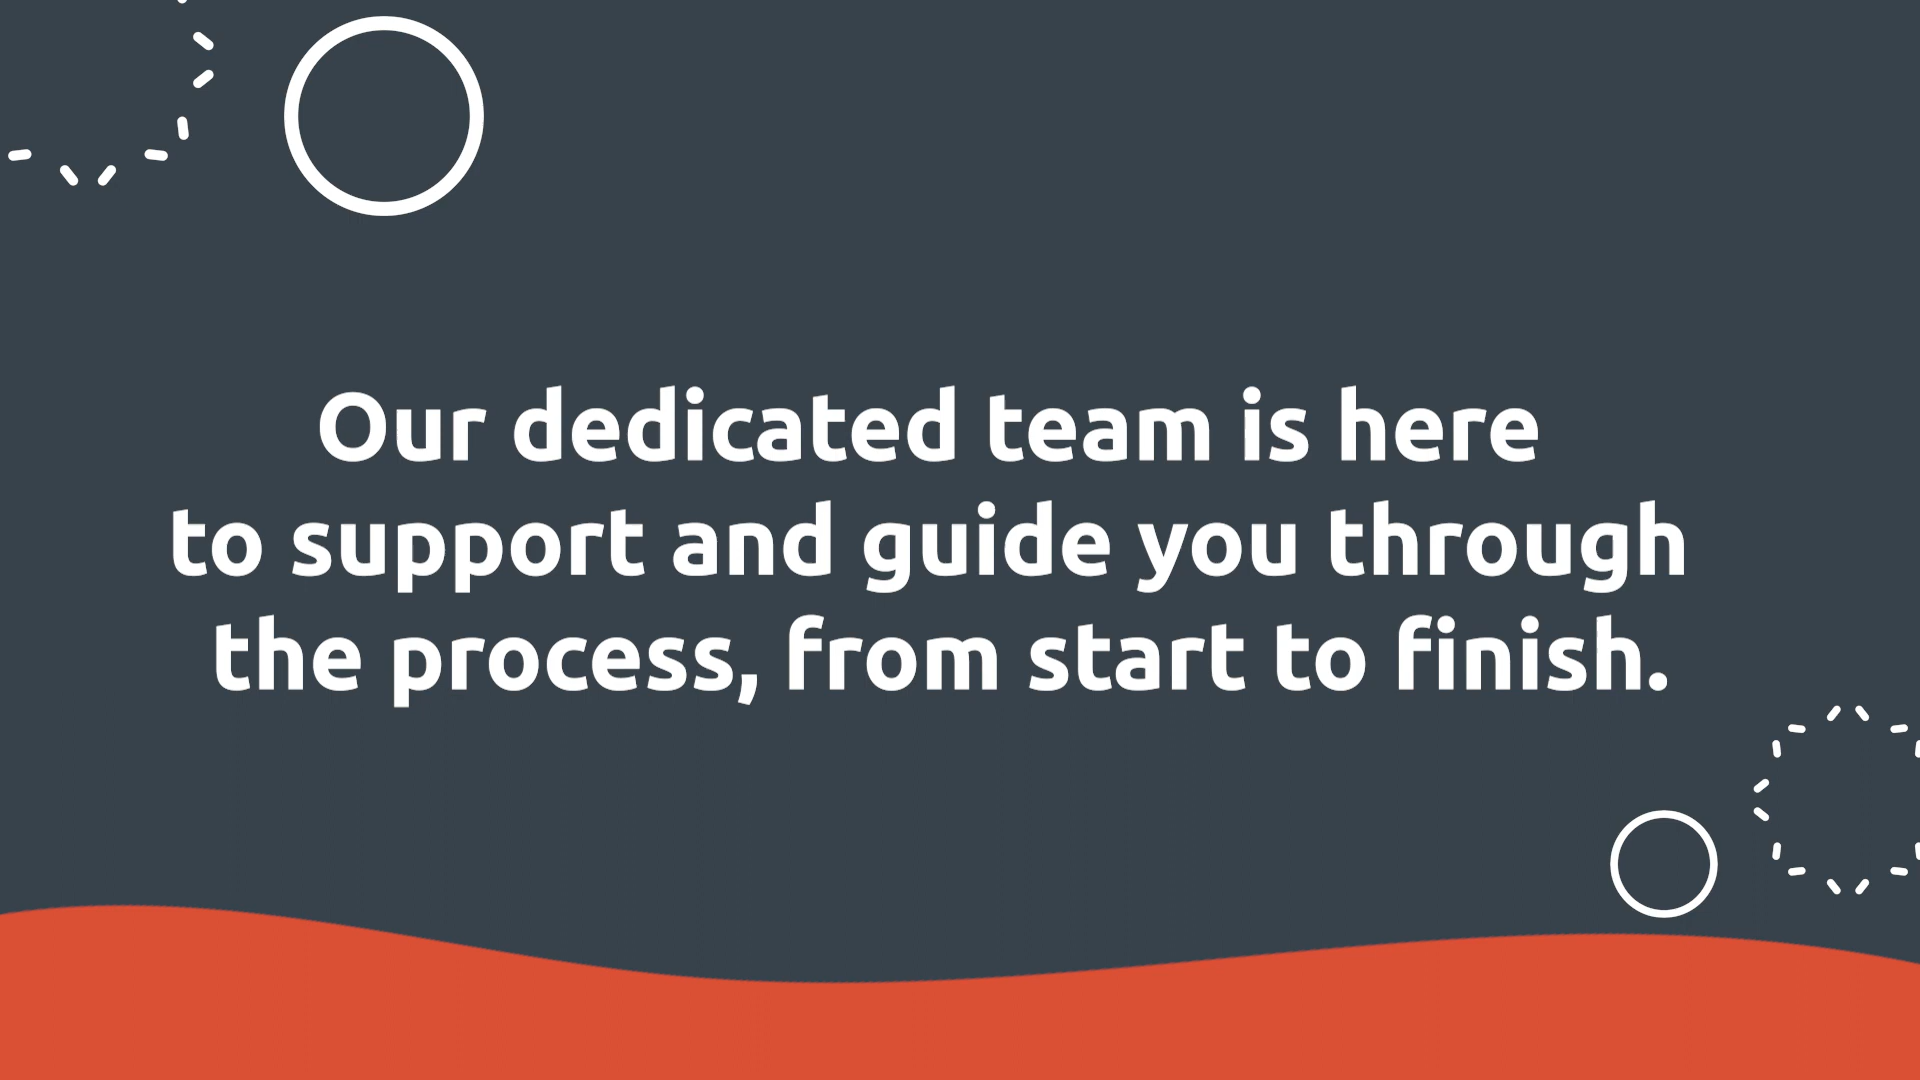 Our dedicated team is here
to support and guide you through
the process, from start to finish.